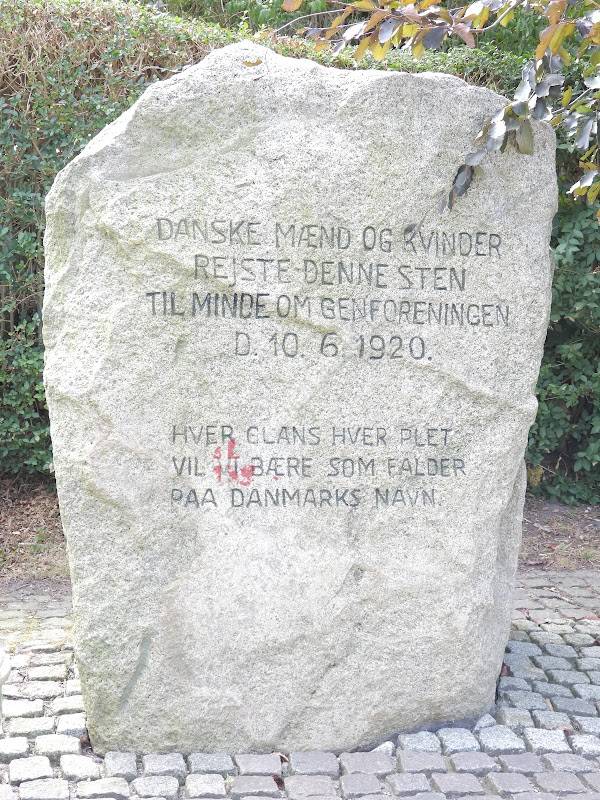 DANSKE MÆND OG KVINDER
REJSTE DENNE STEN
TIL MINDE OM GENFORENINGEN
D. 10. 6. 1920.
HVER GLANS HVER PLET
VIL VI BÆRE SOM FALDER
PAA DANMARKS NAVN.